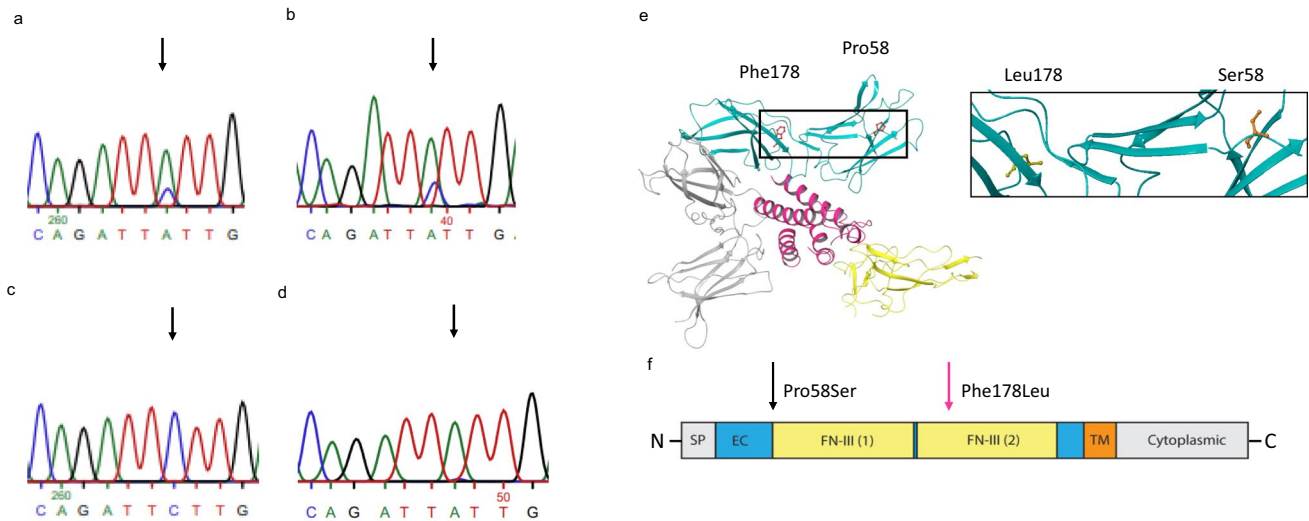 a
b
260
C A G A T T A T T G
40
C A G A T T A T T G .
c
d
260
C A G A T T C T T G
50
C A G A T T A T T G
e
Pro58
Phe178
Leu178
Ser58
f
Pro58Ser
Phe178Leu
N
SP
EC
FN-III (1)
FN-III (2)
TM
Cytoplasmic
C